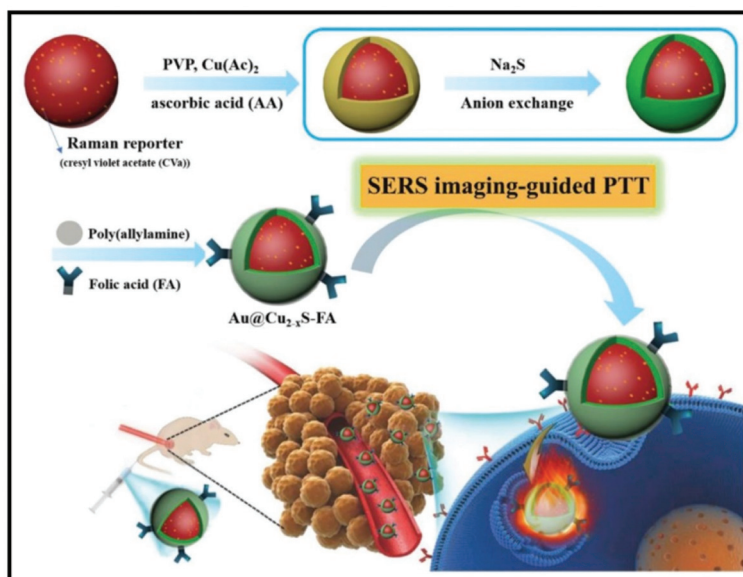 PVP, Cu(Ac)₂
ascorbic acid (AA)
Na₂S
Anion exchange
Raman reporter
(cresyl violet acetate (CVa))
SERS imaging-guided PTT
Poly(allylamine)
Folic acid (FA)
Au@Cu₂₋ₓS-FA